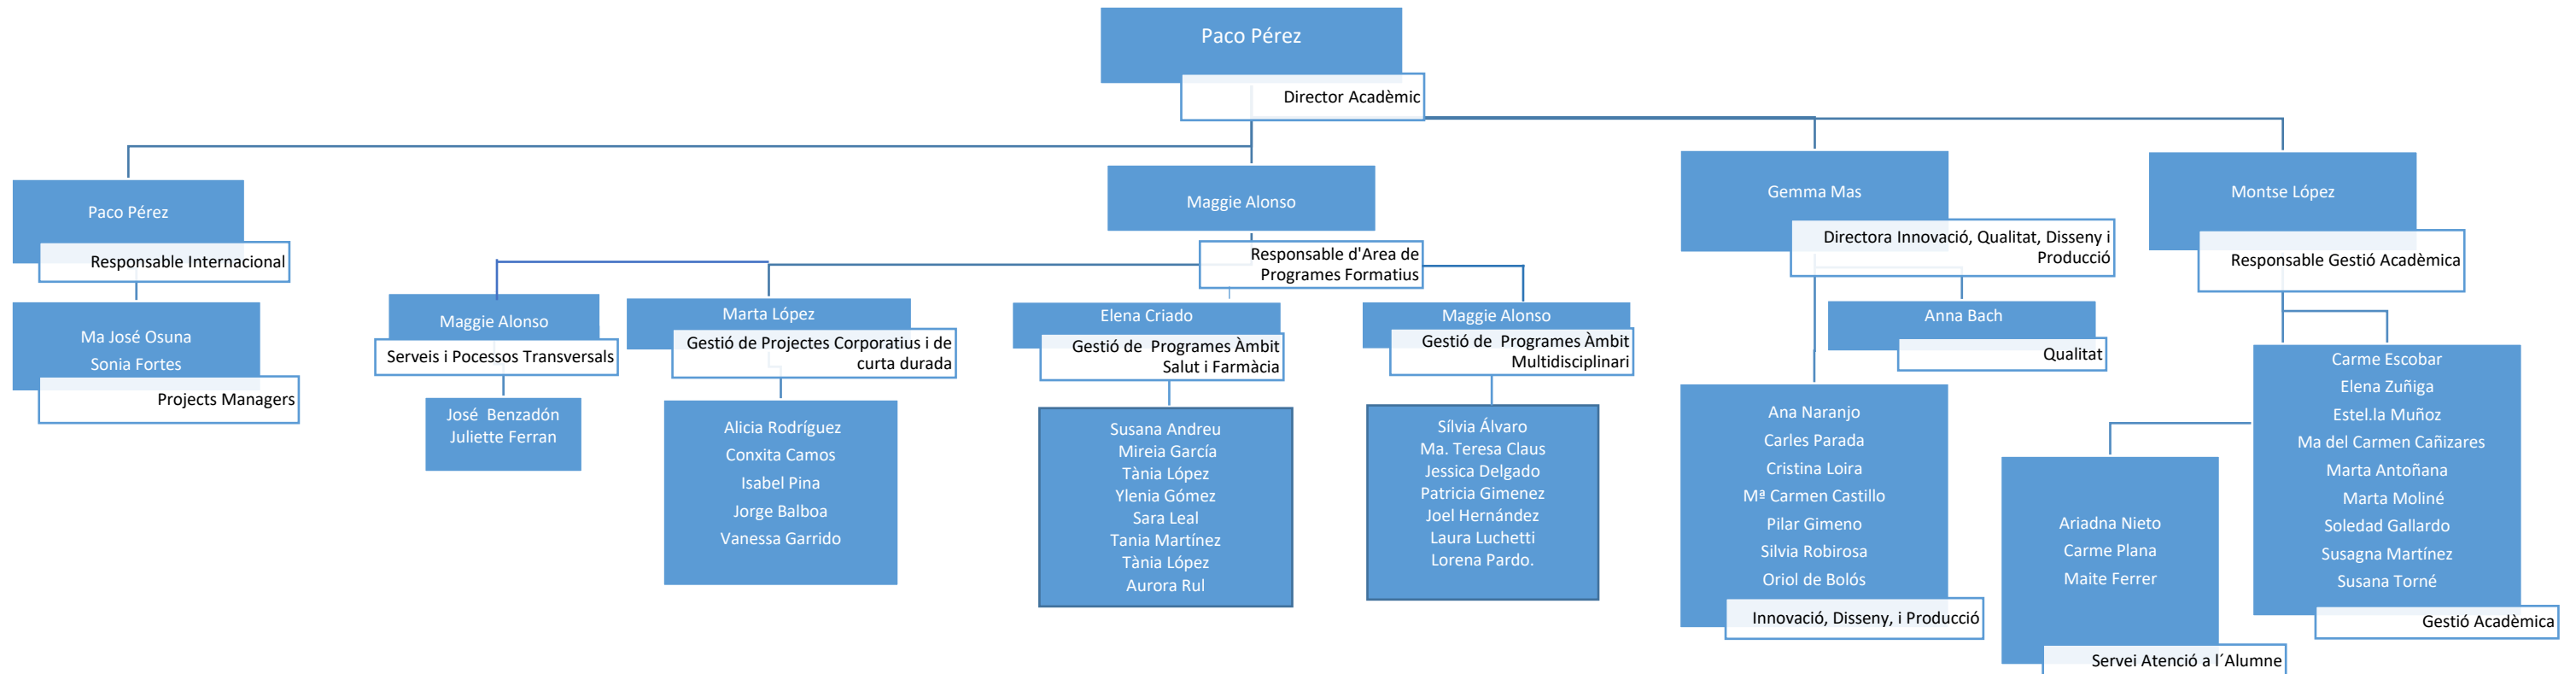 Paco Pérez
Director Acadèmic
Paco Pérez
Responsable Internacional
Ma José Osuna
Sonia Fortes
Projects Managers
Maggie Alonso
Responsable d'Area de
Programes Formatius
Maggie Alonso
Serveis i Pocessos Transversals
José  Benzadón
Juliette Ferran
Marta López
Gestió de Projectes Corporatius i de
curta durada
Alicia Rodríguez
Conxita Camos
Isabel Pina
Jorge Balboa
Vanessa Garrido
Elena Criado
Gestió de  Programes Àmbit
Salut i Farmàcia
Susana Andreu
Mireia García
Tània López
Ylenia Gómez
Sara Leal
Tania Martínez
Tània López
Aurora Rul
Maggie Alonso
Gestió de  Programes Àmbit
Multidisciplinari
Sílvia Álvaro
Ma. Teresa Claus
Jessica Delgado
Patricia Gimenez
Joel Hernández
Laura Luchetti
Lorena Pardo.
Gemma Mas
Directora Innovació, Qualitat, Disseny i
Producció
Anna Bach
Qualitat
Ana Naranjo
Carles Parada
Cristina Loira
Mª Carmen Castillo
Pilar Gimeno
Silvia Robirosa
Oriol de Bolós
Innovació, Disseny, i Producció
Montse López
Responsable Gestió Acadèmica
Ariadna Nieto
Carme Plana
Maite Ferrer
Servei Atenció a l´Alumne
Carme Escobar
Elena Zuñiga
Estel.la Muñoz
Ma del Carmen Cañizares
Marta Antoñana
Marta Moliné
Soledad Gallardo
Susagna Martínez
Susana Torné
Gestió Acadèmica